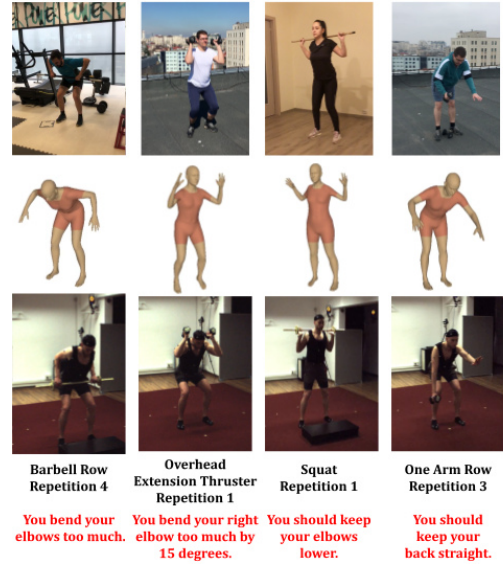 Barbell Row
Repetition 4
Overhead
Extension Thruster
Repetition 1
Squat
Repetition 1
One Arm Row
Repetition 3
You bend your
elbows too much.
You bend your right
elbow too much by
15 degrees.
You should keep
your elbows
lower.
You should
keep your
back straight.